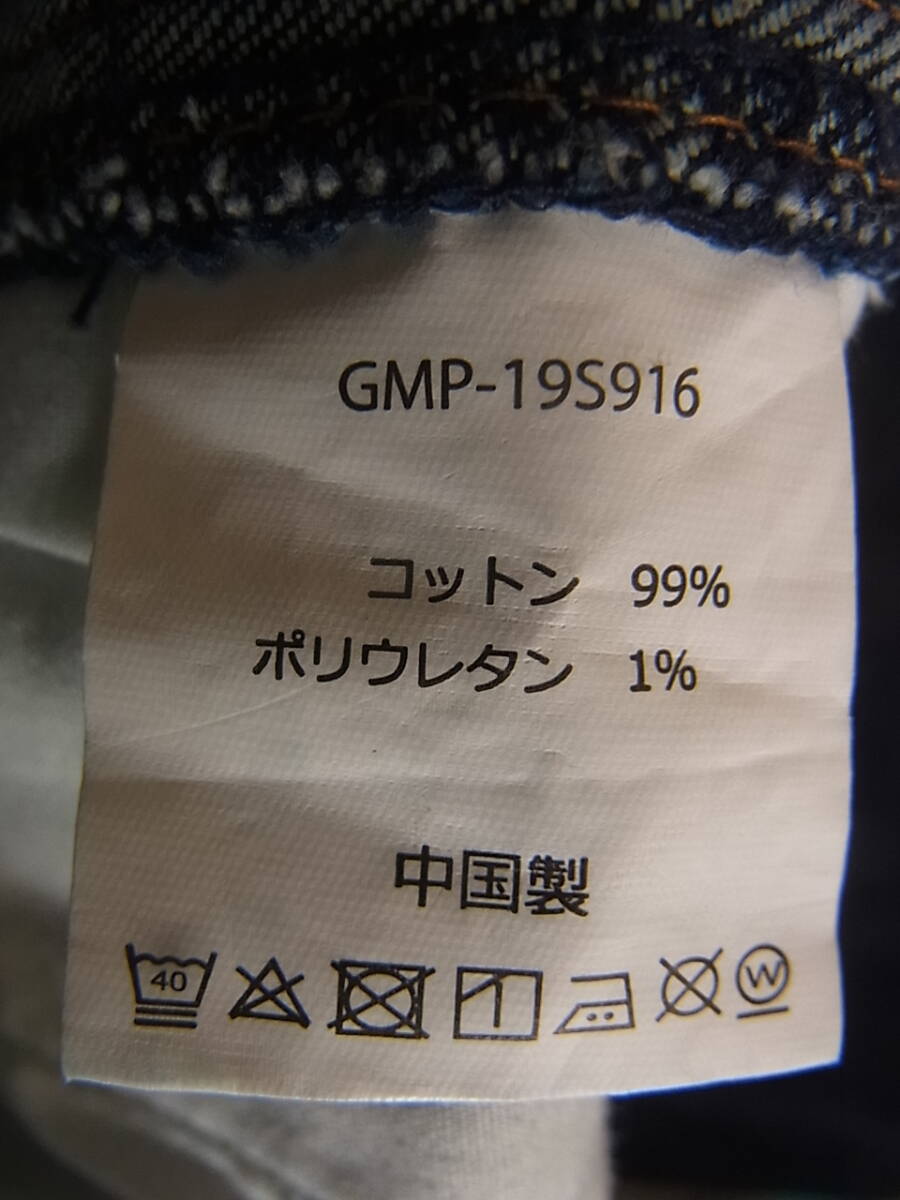 GMP-19S916
コットン 99%
ポリウレタン 1%
中国製
40 W